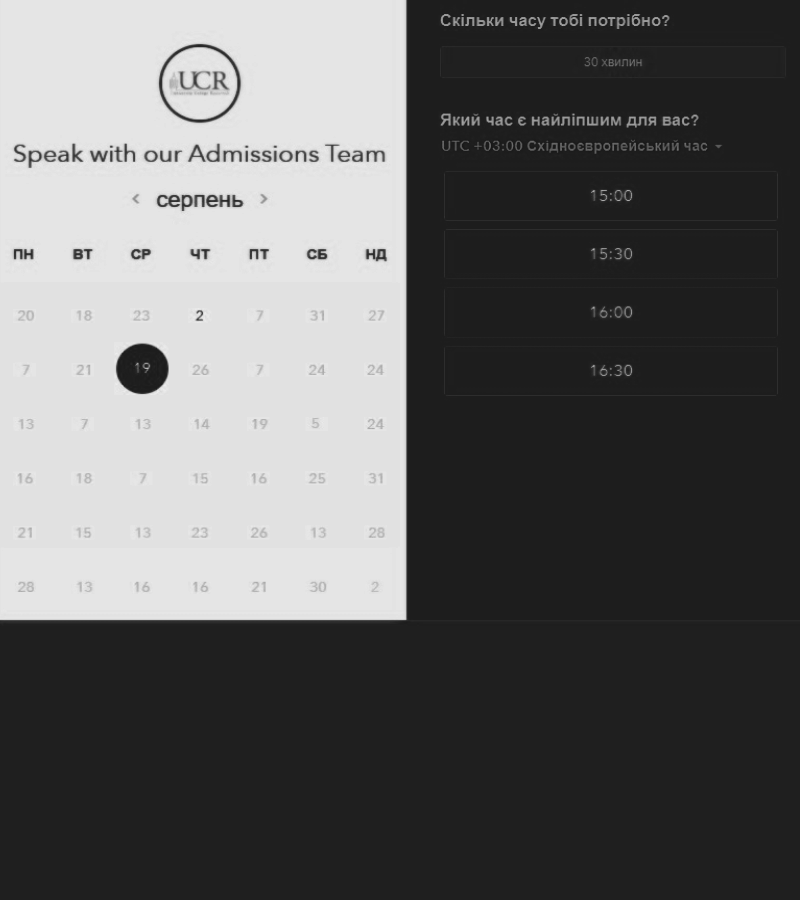 UCR
Speak with our Admissions Team
< серпень >
ПН ВТ СР ЧТ ПТ СБ НД
20 18 23 2 7 31 27
7 21 19 26 7 24 24
13 7 13 14 19 5 24
16 18 7 15 16 25 31
21 15 13 23 26 13 28
28 13 16 16 21 30 2
Скільки часу тобі потрібно?
30 хвилин
Який час є найліпшим для вас?
UTC +03:00 Східноєвропейський час
15:00
15:30
16:00
16:30